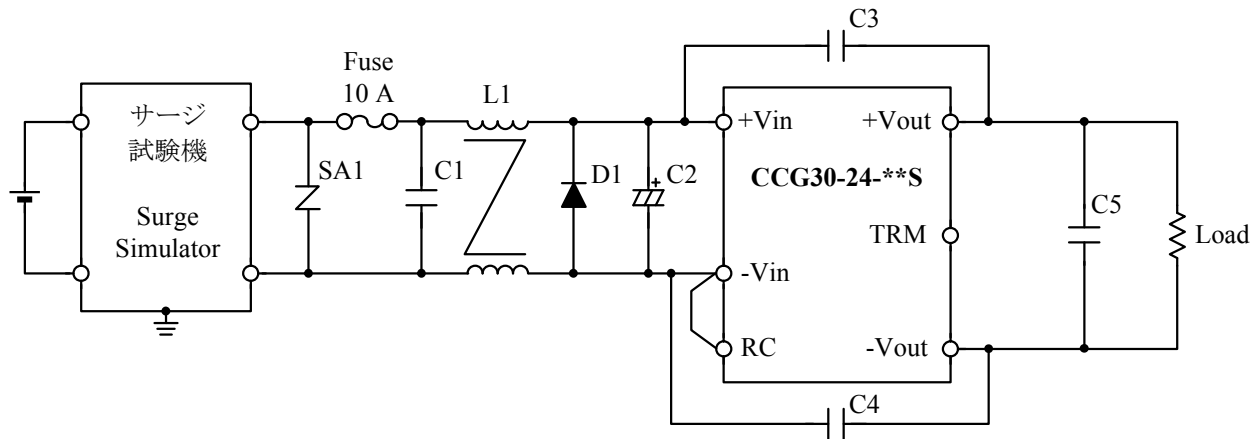 C3
Fuse
10 A
L1
サージ
試験機
Surge
Simulator
SA1
C1
D1
+
C2
+Vin
+Vout
CCG30-24-**S
TRM
-Vin
RC
-Vout
C5
Load
C4